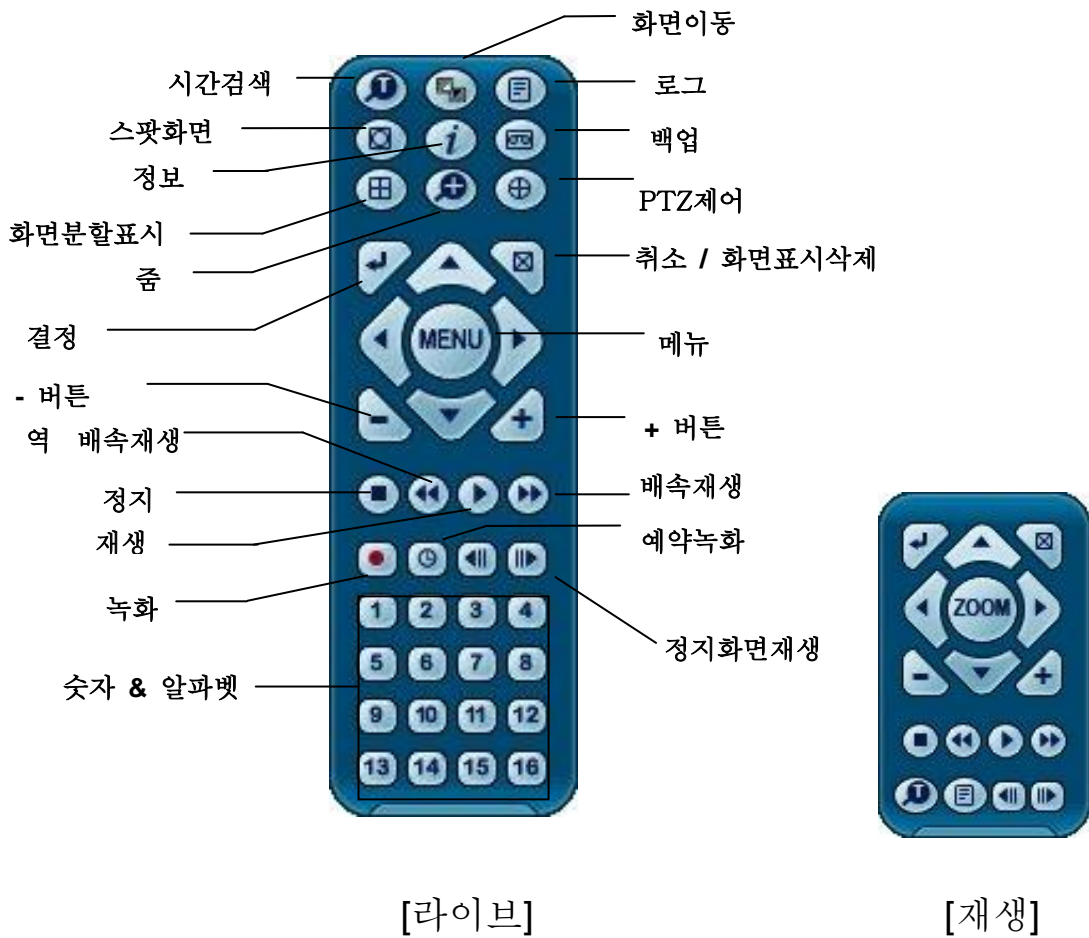 화면이동
시간검색
로그
스팟화면
백업
정보
PTZ제어
화면분할표시
취소 / 화면표시삭제
줌
결정
MENU
메뉴
- 버튼
+ 버튼
역 배속재생
배속재생
정지
재생
예약녹화
녹화
정지화면재생
숫자 & 알파벳
1 2 3 4
5 6 7 8
9 10 11 12
13 14 15 16
ZOOM
[라이브]
[재생]